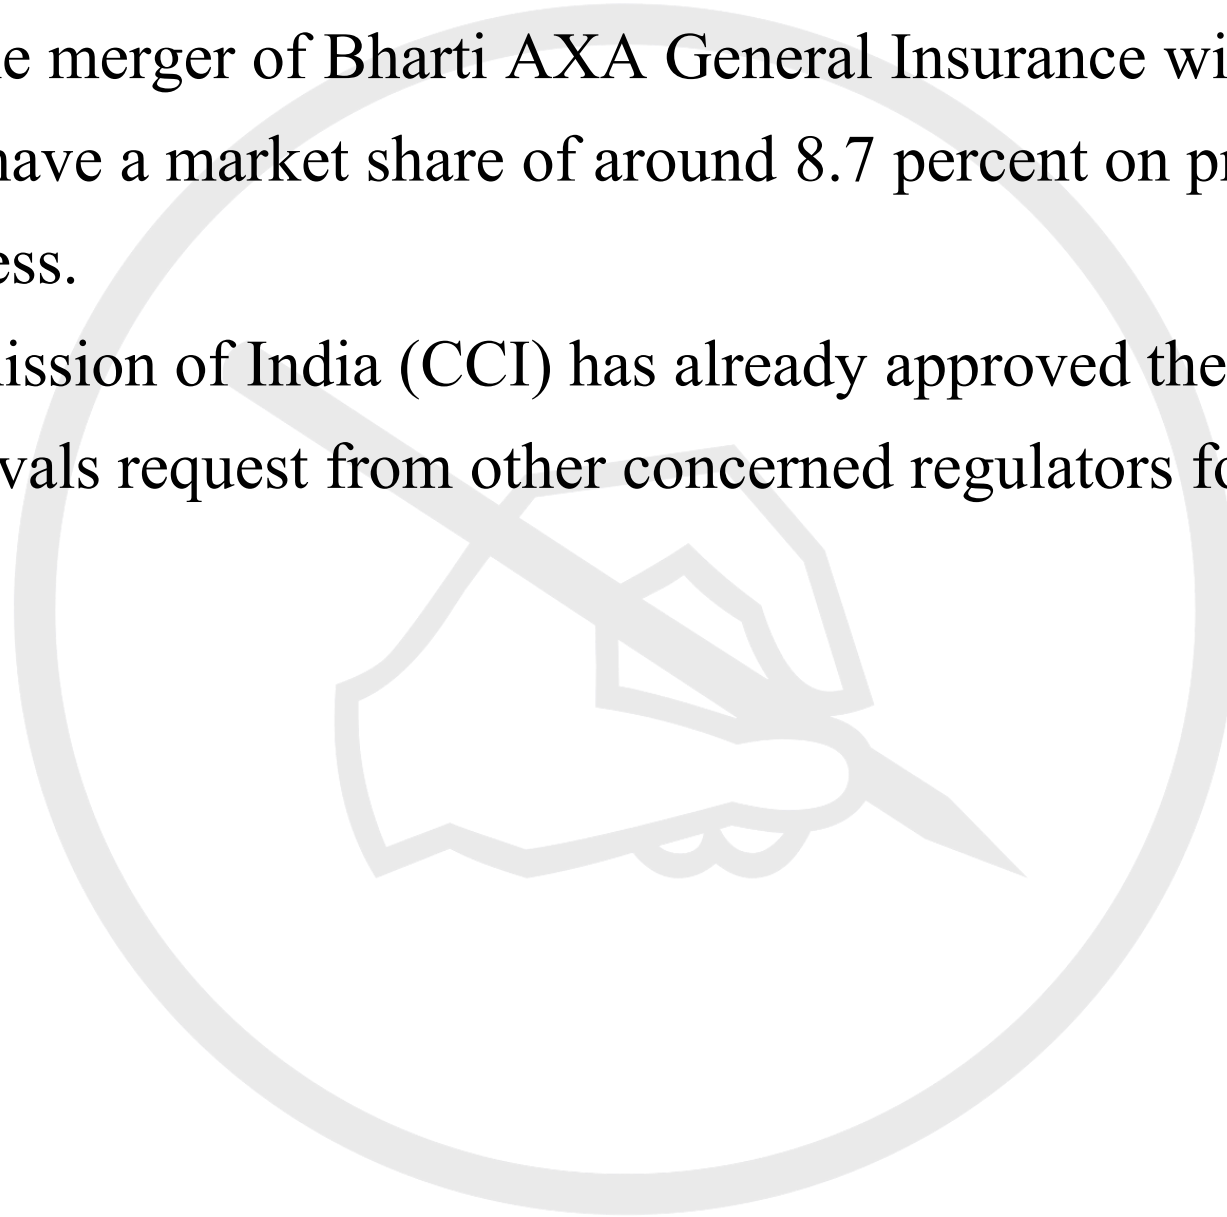 e merger of Bharti AXA General Insurance wi
have a market share of around 8.7 percent on pr
ess.
ission of India (CCI) has already approved the
vals request from other concerned regulators fo